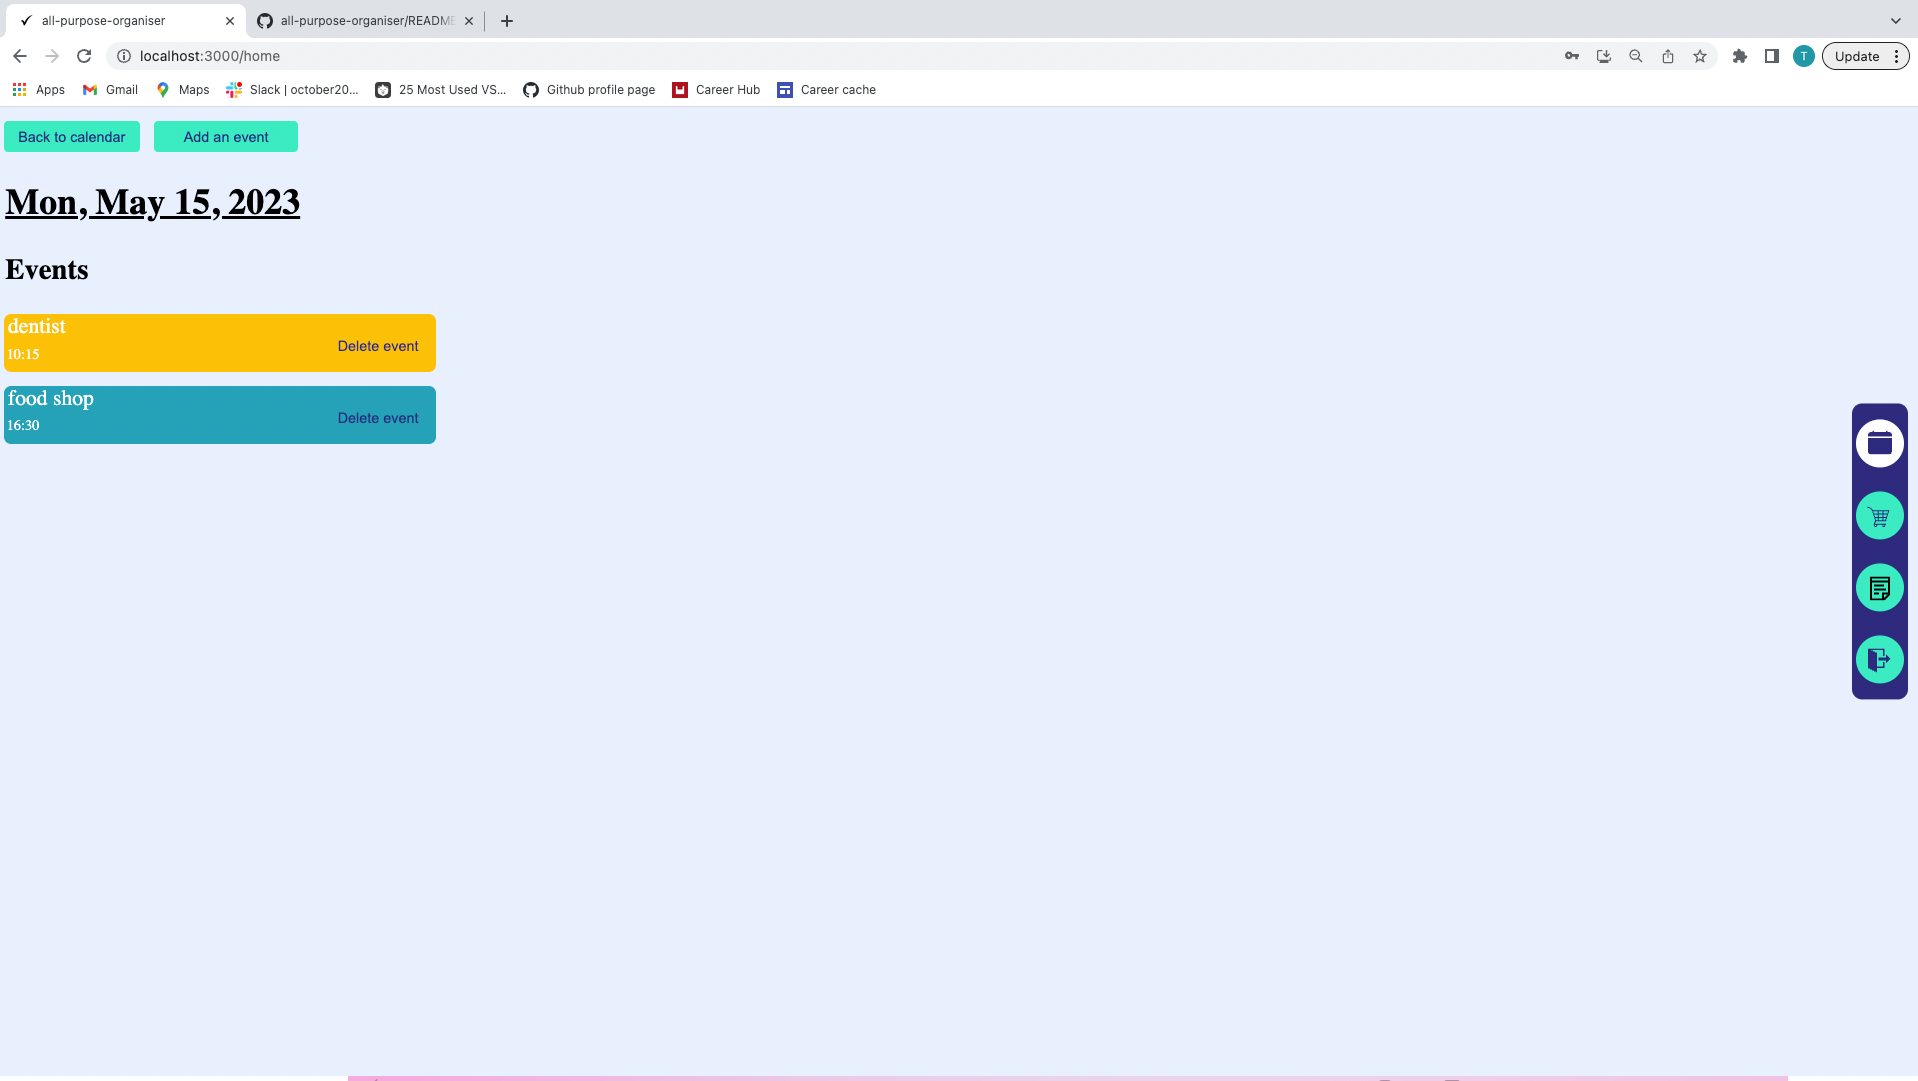 all-purpose-organiser
all-purpose-organiser/README
localhost:3000/home
T
Update
Apps
Gmail
Maps
Slack | october20...
25 Most Used VS...
Github profile page
Career Hub
Career cache
Back to calendar
Add an event
Mon, May 15, 2023
Events
dentist
10:15
Delete event
food shop
16:30
Delete event